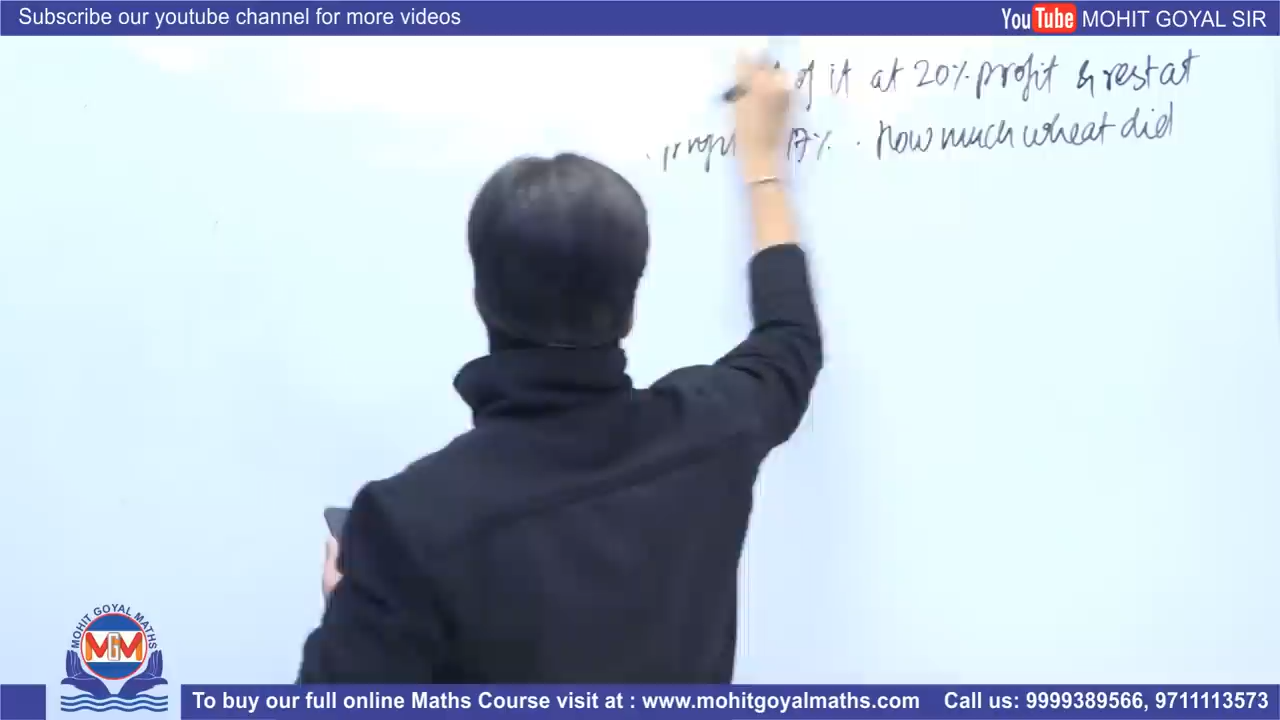 Subscribe our youtube channel for more videos
YouTube MOHIT GOYAL SIR
of it at 20% profit & rest at
17% . How much wheat did
MOHIT GOYAL MATHS
MGM
To buy our full online Maths Course visit at : www.mohitgoyalmaths.com Call us: 9999389566, 9711113573